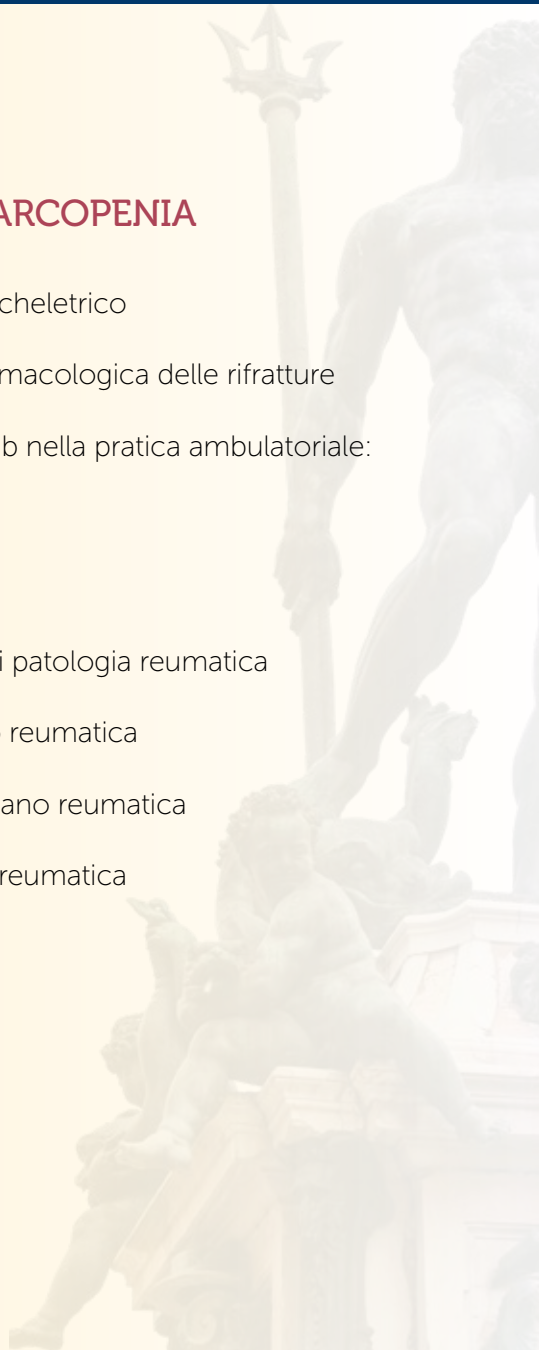 ARCOPENIA
cheletrico
macologica delle rifratture
b nella pratica ambulatoriale:
i patologia reumatica
reumatica
ano reumatica
reumatica